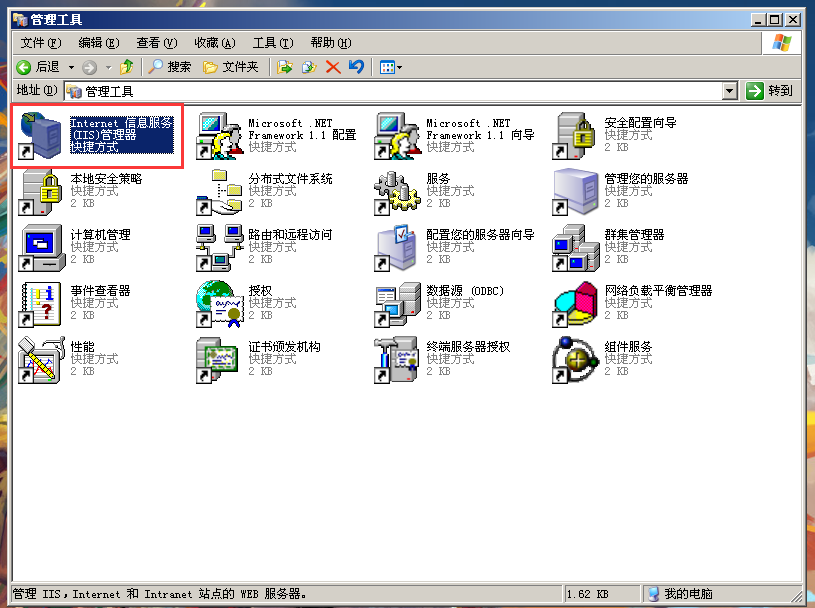 管理工具
文件(F) 编辑(E) 查看(V) 收藏(A) 工具(T) 帮助(H)
后退 搜索 文件夹
地址(D) 管理工具 转到
Internet 信息服务
(IIS)管理器
快捷方式
Microsoft .NET
Framework 1.1 配置
快捷方式
Microsoft .NET
Framework 1.1 向导
快捷方式
安全配置向导
快捷方式
2 KB
本地安全策略
快捷方式
2 KB
分布式文件系统
快捷方式
2 KB
服务
快捷方式
2 KB
管理您的服务器
快捷方式
2 KB
计算机管理
快捷方式
2 KB
路由和远程访问
快捷方式
2 KB
配置您的服务器向导
快捷方式
2 KB
群集管理器
快捷方式
2 KB
事件查看器
快捷方式
2 KB
授权
快捷方式
2 KB
数据源 (ODBC)
快捷方式
2 KB
网络负载平衡管理器
快捷方式
2 KB
性能
快捷方式
2 KB
证书颁发机构
快捷方式
2 KB
终端服务器授权
快捷方式
2 KB
组件服务
快捷方式
2 KB
管理 IIS，Internet 和 Intranet 站点的 WEB 服务器。 1.62 KB 我的电脑